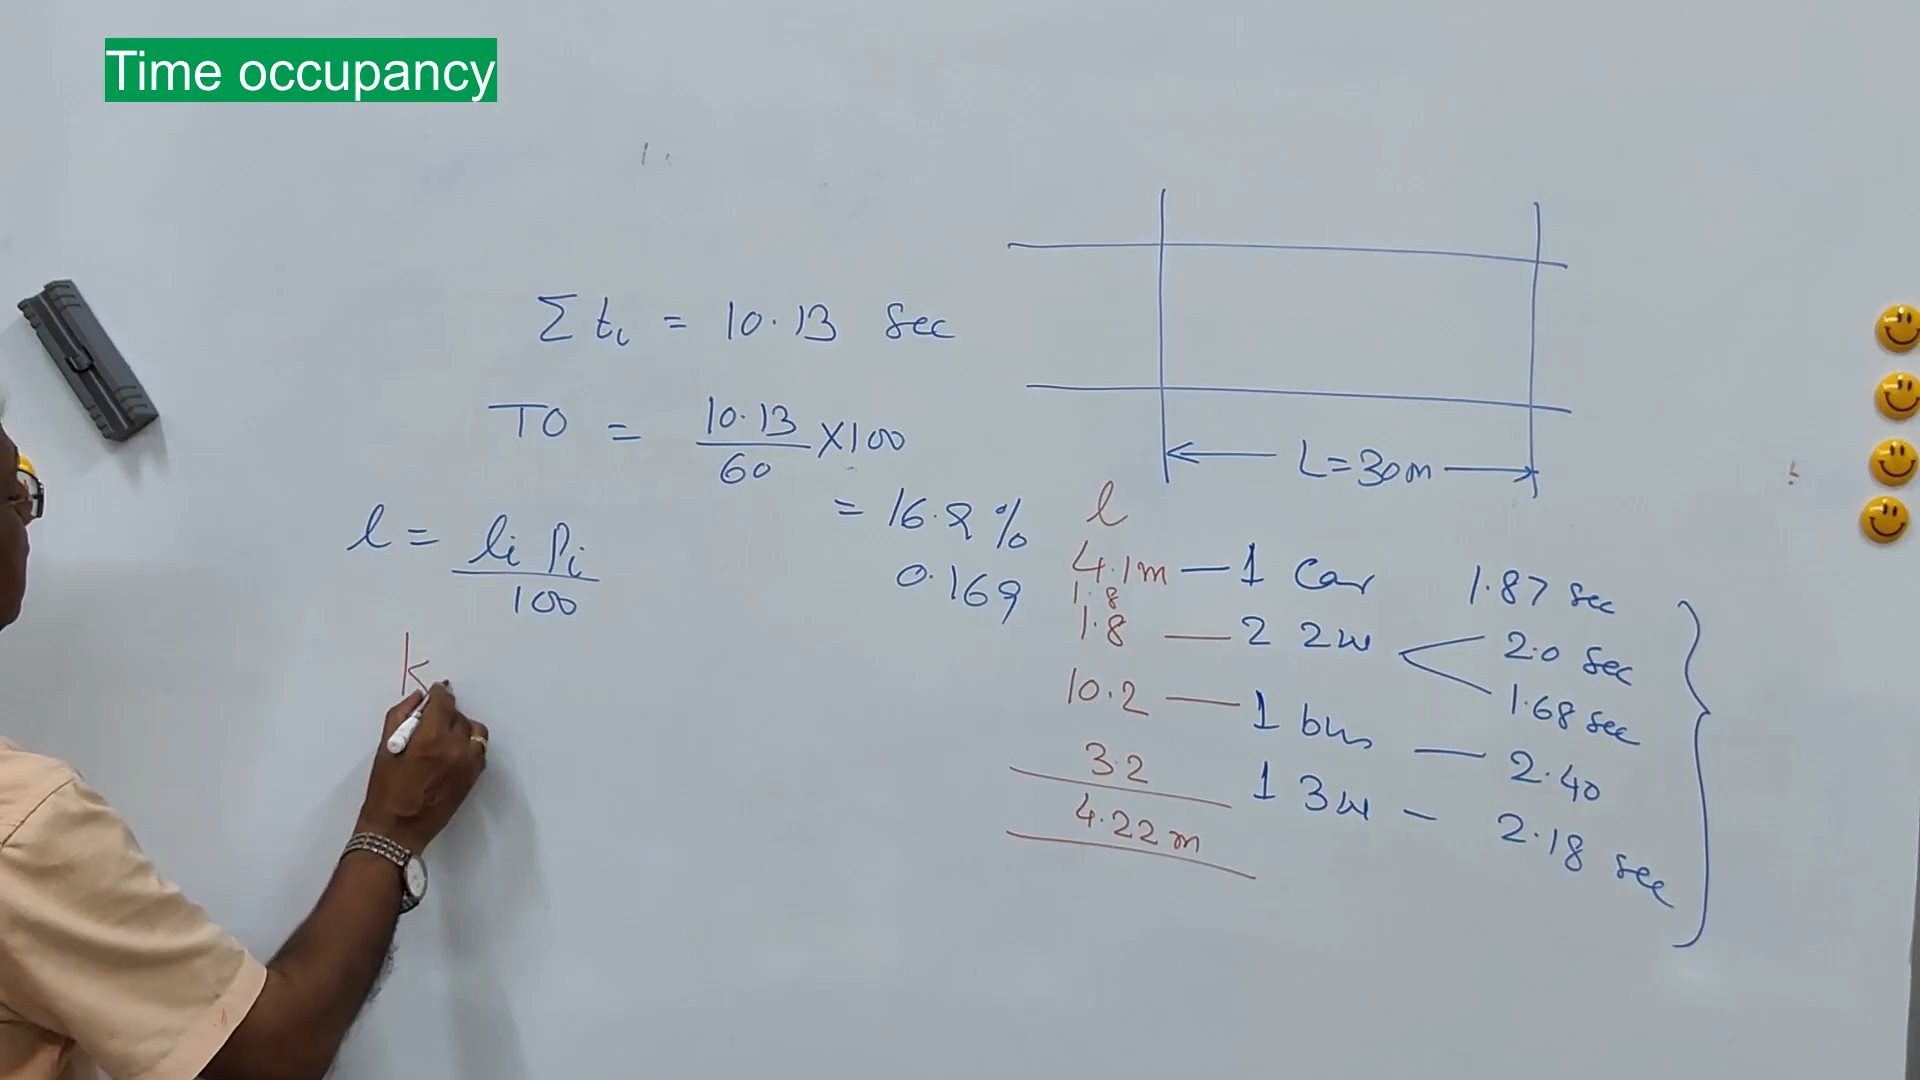 Time occupancy
Σ ti = 10.13 Sec
TO = 10.13/60 X100
= 16.9 %
0.169
l = li Pi / 100
k
L=30m
l
4.1m — 1 Car 1.87 Sec
1.8
1.8 — 2 2w 2.0 Sec
1.68 Sec
10.2 — 1 bus — 2.40
3.2 1 3w – 2.18 sec
4.22 m